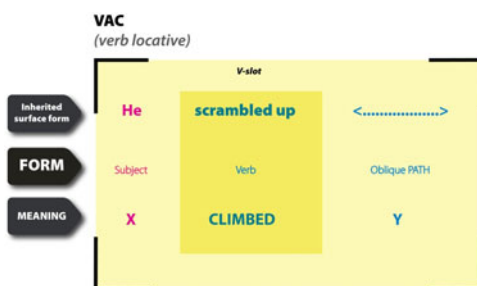 VAC
(verb locative)
V-slot
Inherited
surface form
He
scrambled up
<..................>
FORM
Subject
Verb
Oblique PATH
MEANING
X
CLIMBED
Y